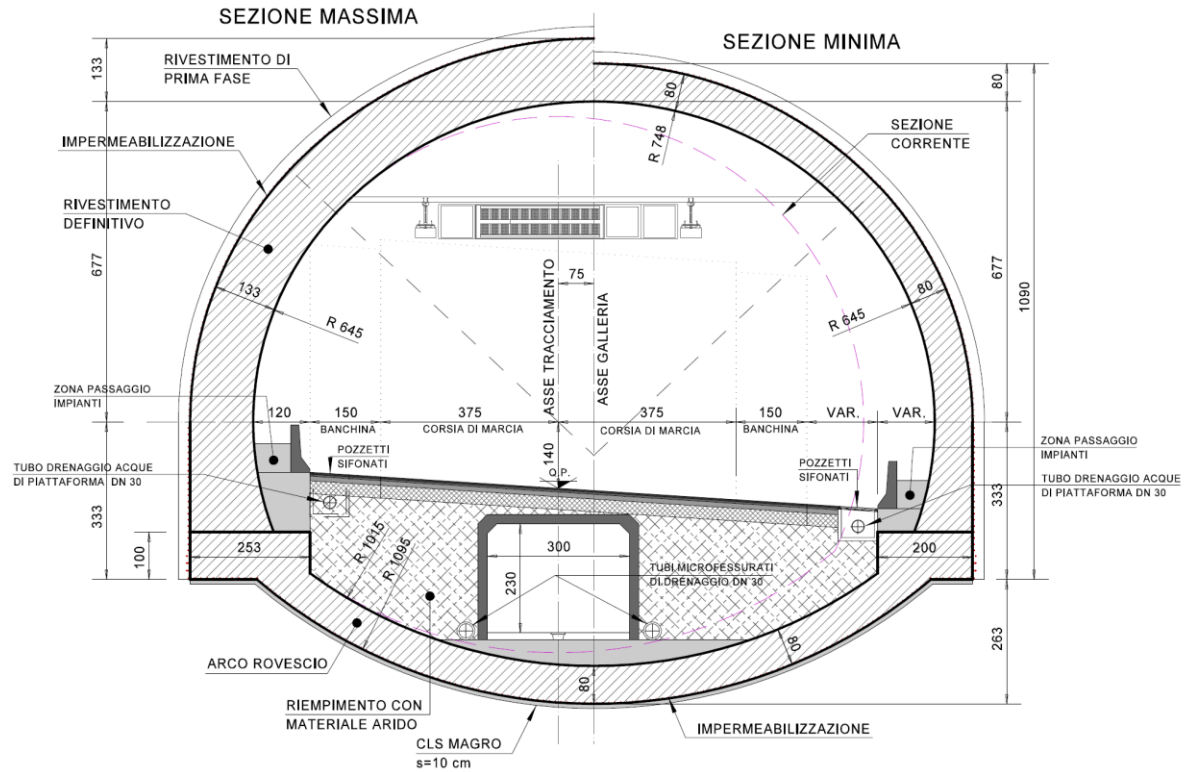 SEZIONE MASSIMA
SEZIONE MINIMA
RIVESTIMENTO DI
PRIMA FASE
IMPERMEABILIZZAZIONE
RIVESTIMENTO
DEFINITIVO
SEZIONE
CORRENTE
133
677
333
100
80
R 748
80
677
1090
333
263
133
R 645
R 645
80
75
ASSE TRACCIAMENTO
ASSE GALLERIA
ZONA PASSAGGIO
IMPIANTI
120
150
375
375
150
VAR.
VAR.
BANCHINA
CORSIA DI MARCIA
CORSIA DI MARCIA
BANCHINA
POZZETTI
SIFONATI
140
Q.P.
POZZETTI
SIFONATI
ZONA PASSAGGIO
IMPIANTI
TUBO DRENAGGIO ACQUE
DI PIATTAFORMA DN 30
TUBO DRENAGGIO ACQUE
DI PIATTAFORMA DN 30
253
R 1015
R 1095
300
230
TUBI MICROFESSURATI
DI DRENAGGIO DN 30
200
80
80
ARCO ROVESCIO
RIEMPIMENTO CON
MATERIALE ARIDO
CLS MAGRO
s=10 cm
IMPERMEABILIZZAZIONE